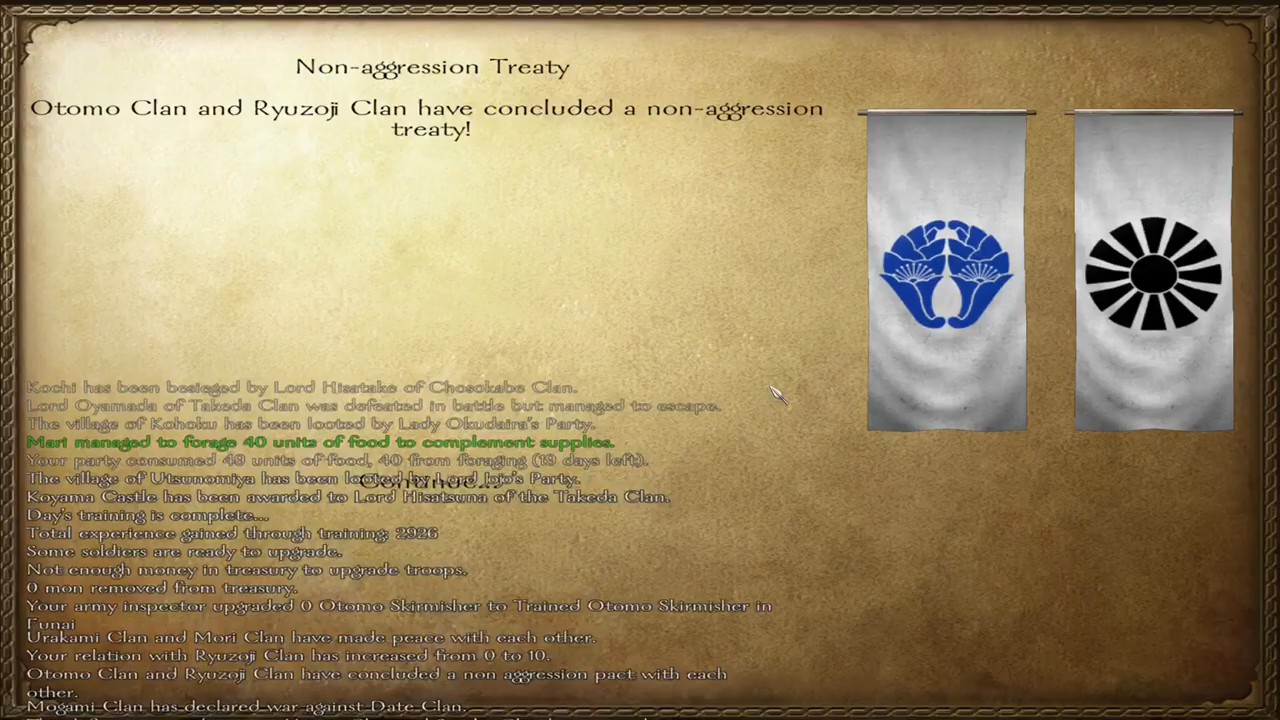 Non-aggression Treaty
Otomo Clan and Ryuzoji Clan have concluded a non-aggression
treaty!
Kochi has been besieged by Lord Hisatake of Chosokabe Clan.
Lord Oyamada of Takeda Clan was defeated in battle but managed to escape.
The village of Kohoku has been looted by Lady Okudaira's Party.
Mari managed to forage 40 units of food to complement supplies.
Your party consumed 49 units of food, 40 from foraging (19 days left).
The village of Utsunomiya has been looted by Lord Jojo's Party.
Continue...
Koyama Castle has been awarded to Lord Hisatsuna of the Takeda Clan.
Day's training is complete...
Total experience gained through training: 2926
Some soldiers are ready to upgrade.
Not enough money in treasury to upgrade troops.
0 mon removed from treasury.
Your army inspector upgraded 0 Otomo Skirmisher to Trained Otomo Skirmisher in
Funai
Urakami Clan and Mori Clan have made peace with each other.
Your relation with Ryuzoji Clan has increased from 0 to 10.
Otomo Clan and Ryuzoji Clan have concluded a non aggression pact with each
other.
Mogami Clan has declared war against Date Clan.